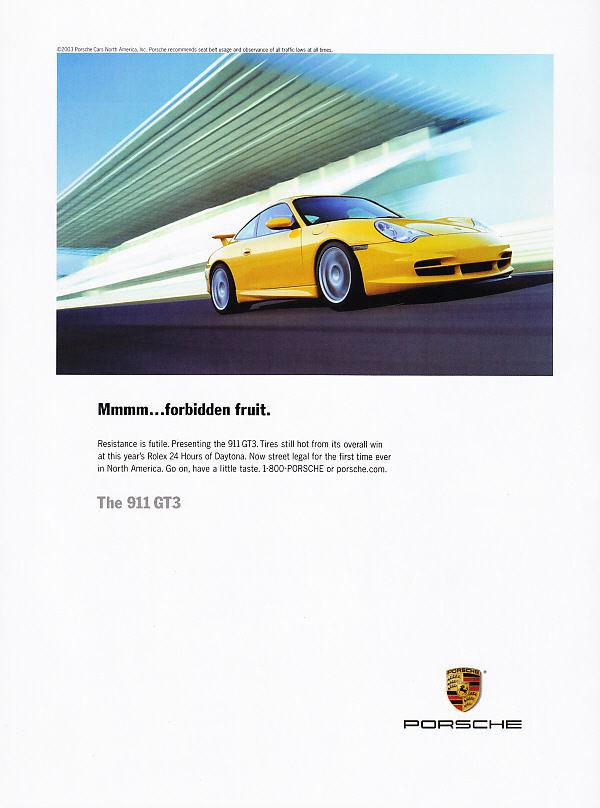 ©2003 Porsche Cars North America, Inc. Porsche recommends seat belt usage and observance of all traffic laws at all times.
Mmmm...forbidden fruit.
Resistance is futile. Presenting the 911 GT3. Tires still hot from its overall win
at this year's Rolex 24 Hours of Daytona. Now street legal for the first time ever
in North America. Go on, have a little taste. 1-800-PORSCHE or porsche.com.
The 911 GT3
PORSCHE
PORSCHE